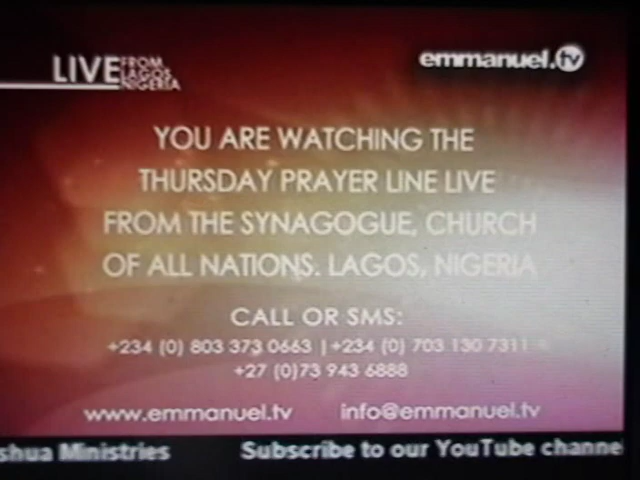 LIVE FROM LAGOS, NIGERIA
emmanuel.tv
YOU ARE WATCHING THE
THURSDAY PRAYER LINE LIVE
FROM THE SYNAGOGUE, CHURCH
OF ALL NATIONS. LAGOS, NIGERIA
CALL OR SMS:
+234 (0) 803 373 0663 | +234 (0) 703 130 7311
+27 (0)73 943 6888
www.emmanuel.tv info@emmanuel.tv
shua Ministries Subscribe to our YouTube channe